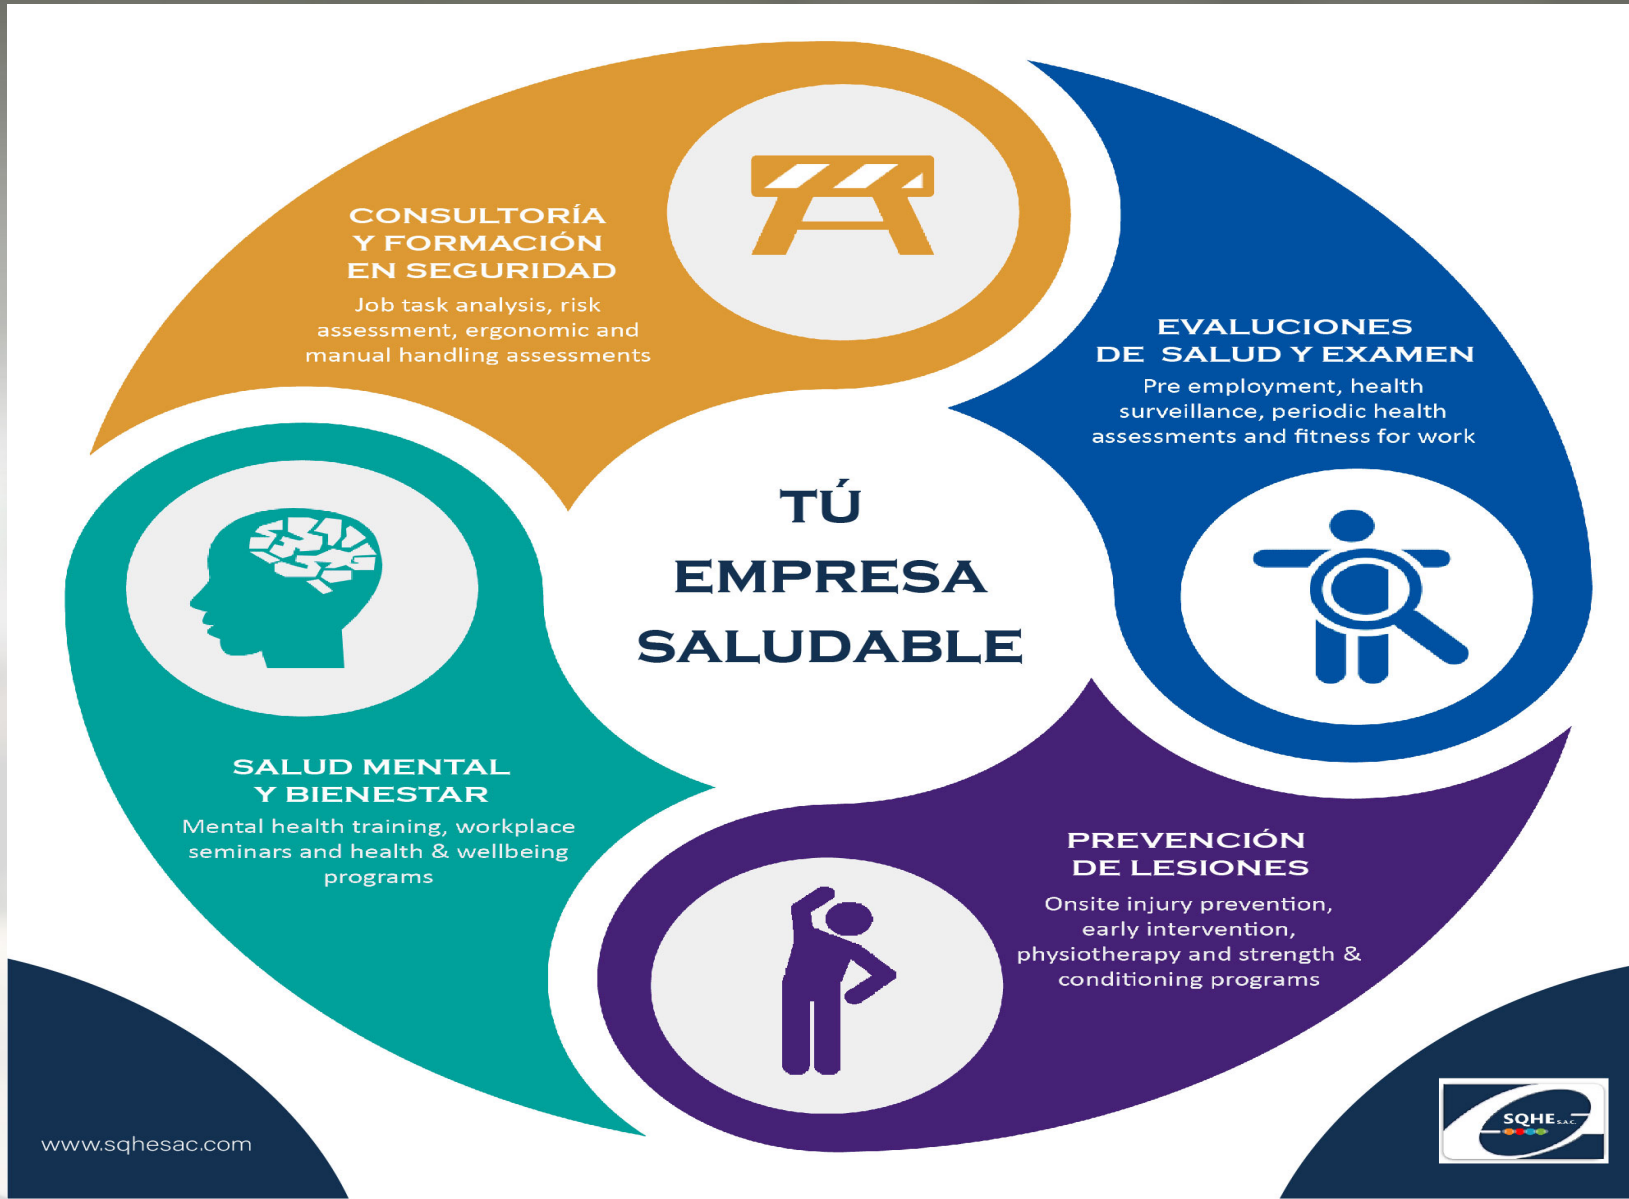 CONSULTORÍA
Y FORMACIÓN
EN SEGURIDAD
Job task analysis, risk
assessment, ergonomic and
manual handling assessments
EVALUCIONES
DE SALUD Y EXAMEN
Pre employment, health
surveillance, periodic health
assessments and fitness for work
TÚ
EMPRESA
SALUDABLE
SALUD MENTAL
Y BIENESTAR
Mental health training, workplace
seminars and health & wellbeing
programs
PREVENCIÓN
DE LESIONES
Onsite injury prevention,
early intervention,
physiotherapy and strength &
conditioning programs
www.sqhesac.com
SQHE S.A.C.